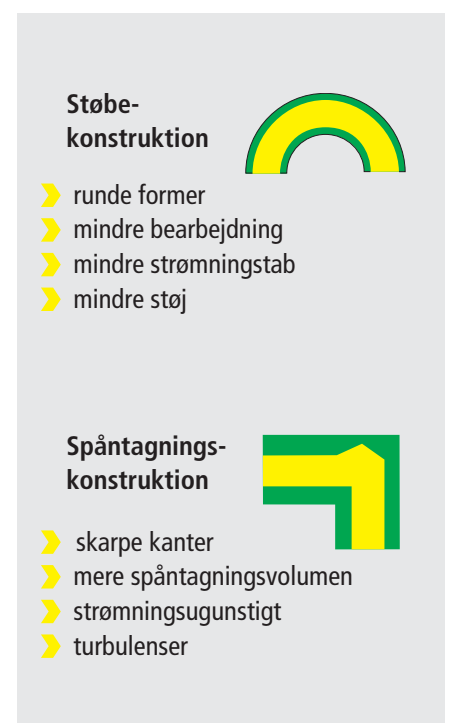 Støbe-
konstruktion
runde former
mindre bearbejdning
mindre strømningstab
mindre støj
Spåntagnings-
konstruktion
skarpe kanter
mere spåntagningsvolumen
strømningsugunstigt
turbulenser